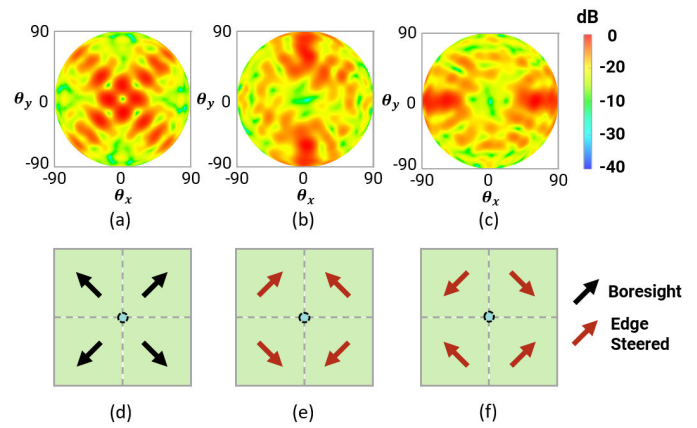 dB
90
90
90
0
θy 0
θy 0
θy 0
-10
-20
-30
-40
-90
-90
-90
-90 0 90
-90 0 90
-90 0 90
θx
θx
θx
(a)
(b)
(c)
Boresight
Edge
Steered
(d)
(e)
(f)